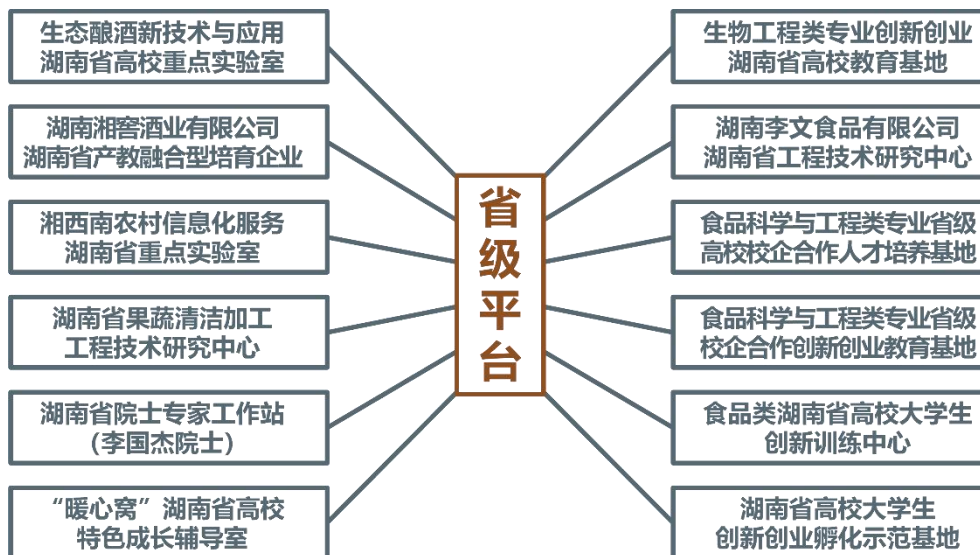 生态酿酒新技术与应用
湖南省高校重点实验室
湖南湘窖酒业有限公司
湖南省产教融合型培育企业
湘西南农村信息化服务
湖南省重点实验室
湖南省果蔬清洁加工
工程技术研究中心
湖南省院士专家工作站
（李国杰院士）
“暖心窝”湖南省高校
特色成长辅导室
省级平台
生物工程类专业创新创业
湖南省高校教育基地
湖南李文食品有限公司
湖南省工程技术研究中心
食品科学与工程类专业省级
高校校企合作人才培养基地
食品科学与工程类专业省级
校企合作创新创业教育基地
食品类湖南省高校大学生
创新训练中心
湖南省高校大学生
创新创业孵化示范基地